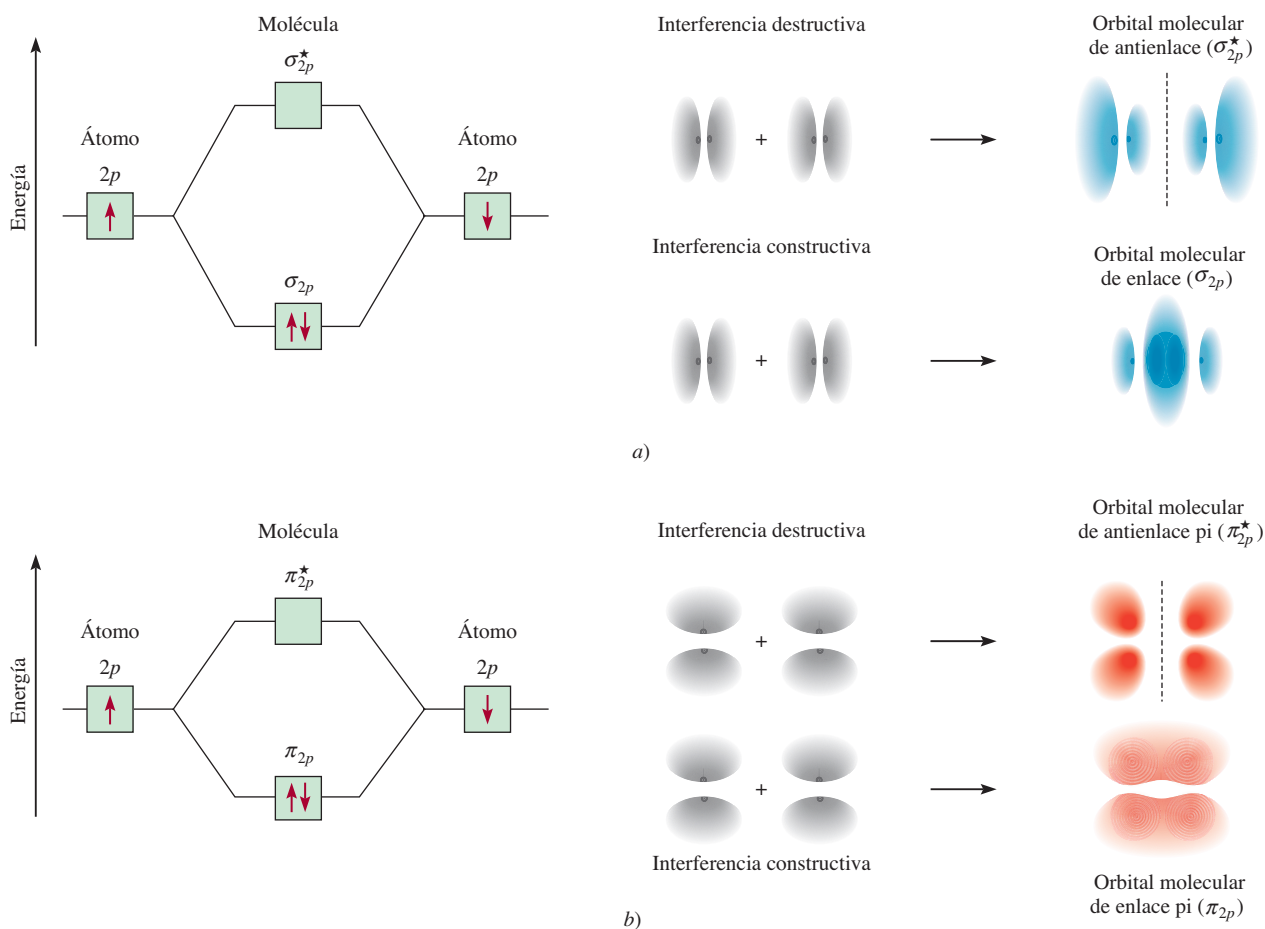 Molécula
σ★2p
Átomo
2p
Átomo
2p
σ2p
Energía
Interferencia destructiva
+
Orbital molecular
de antienlace (σ★2p)
Interferencia constructiva
+
Orbital molecular
de enlace (σ2p)
a)
Molécula
π★2p
Átomo
2p
Átomo
2p
π2p
Energía
Interferencia destructiva
+
Orbital molecular
de antienlace pi (π★2p)
+
Interferencia constructiva
Orbital molecular
de enlace pi (π2p)
b)